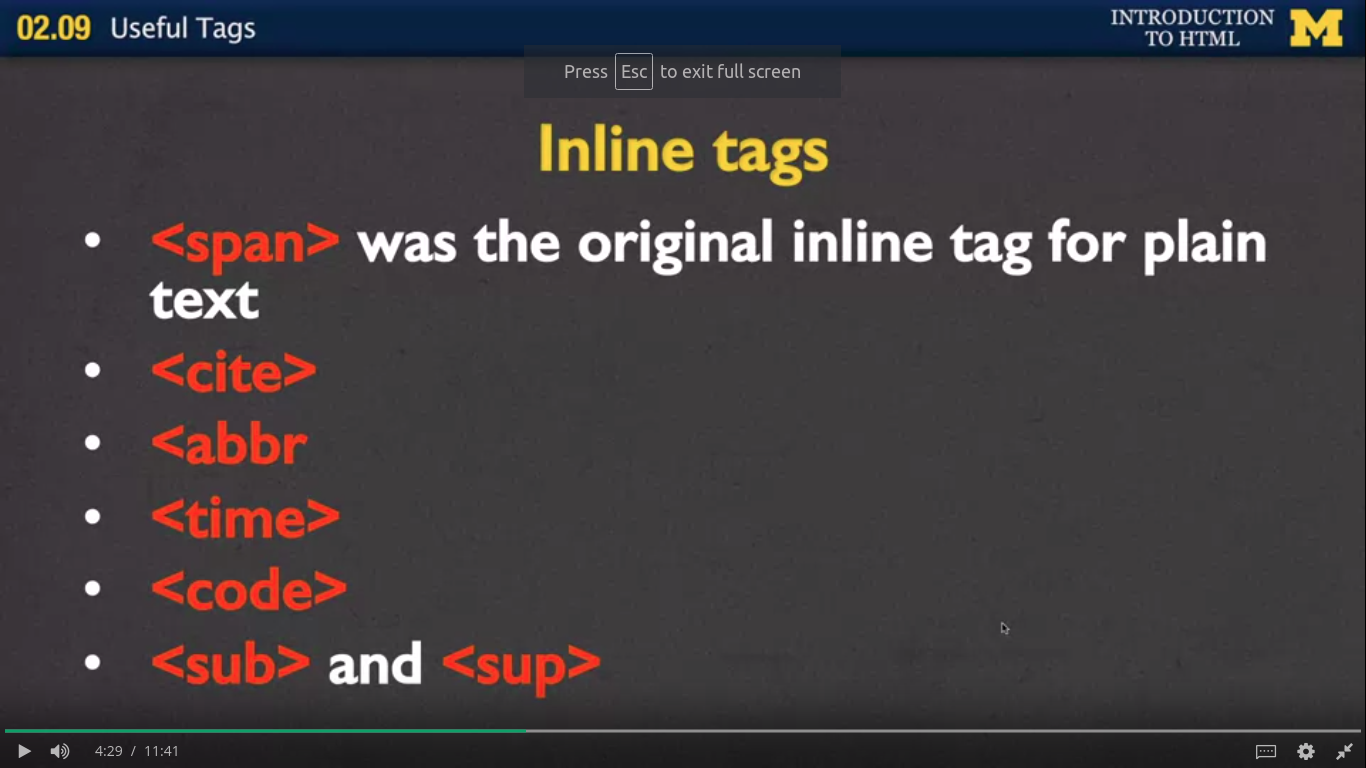 02.09 Useful Tags
INTRODUCTION
TO HTML
M
Press Esc to exit full screen
Inline tags
• <span> was the original inline tag for plain
text
• <cite>
• <abbr
• <time>
• <code>
• <sub> and <sup>
4:29 / 11:41